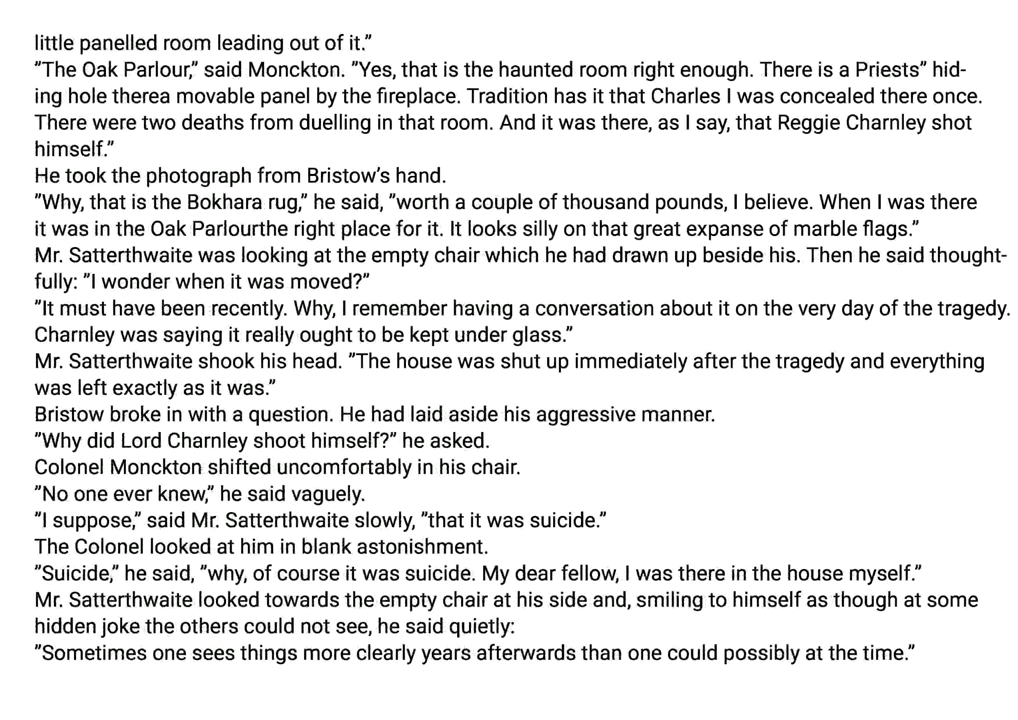 little panelled room leading out of it.”
”The Oak Parlour,” said Monckton. ”Yes, that is the haunted room right enough. There is a Priests” hid-
ing hole therea movable panel by the fireplace. Tradition has it that Charles I was concealed there once.
There were two deaths from duelling in that room. And it was there, as I say, that Reggie Charnley shot
himself.”
He took the photograph from Bristow’s hand.
”Why, that is the Bokhara rug,” he said, ”worth a couple of thousand pounds, I believe. When I was there
it was in the Oak Parlourthe right place for it. It looks silly on that great expanse of marble flags.”
Mr. Satterthwaite was looking at the empty chair which he had drawn up beside his. Then he said thought-
fully: ”I wonder when it was moved?”
”It must have been recently. Why, I remember having a conversation about it on the very day of the tragedy.
Charnley was saying it really ought to be kept under glass.”
Mr. Satterthwaite shook his head. ”The house was shut up immediately after the tragedy and everything
was left exactly as it was.”
Bristow broke in with a question. He had laid aside his aggressive manner.
”Why did Lord Charnley shoot himself?” he asked.
Colonel Monckton shifted uncomfortably in his chair.
”No one ever knew,” he said vaguely.
”I suppose,” said Mr. Satterthwaite slowly, ”that it was suicide.”
The Colonel looked at him in blank astonishment.
”Suicide,” he said, ”why, of course it was suicide. My dear fellow, I was there in the house myself.”
Mr. Satterthwaite looked towards the empty chair at his side and, smiling to himself as though at some
hidden joke the others could not see, he said quietly:
”Sometimes one sees things more clearly years afterwards than one could possibly at the time.”